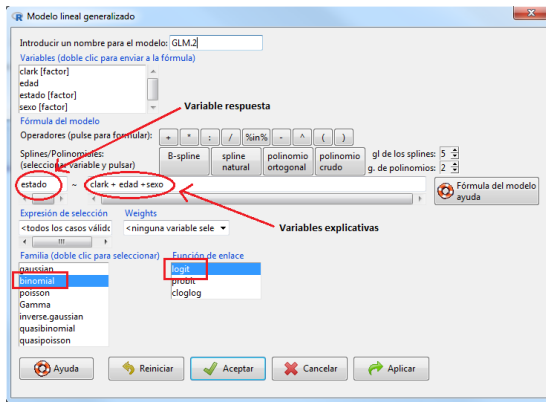 Modelo lineal generalizado
Introducir un nombre para el modelo: GLM.2
Variables (doble clic para enviar a la fórmula)
clark [factor]
edad
estado [factor]
sexo [factor]
Variable respuesta
Fórmula del modelo
Operadores (pulse para formular): + * : / %in% - ^ ( )
Splines/Polinomiales:
(seleccionar variable y pulsar)
B-spline
spline natural
polinomio ortogonal
polinomio crudo
gl de los splines: 5
g. de polinomios: 2
estado ~ clark + edad +sexo
Fórmula del modelo ayuda
Expresión de selección Weights
<todos los casos válidc <ninguna variable sele
Variables explicativas
Familia (doble clic para seleccionar) Función de enlace
gaussian
binomial
poisson
Gamma
inverse.gaussian
quasibinomial
quasipoisson
logit
probit
cloglog
Ayuda Reiniciar Aceptar Cancelar Aplicar